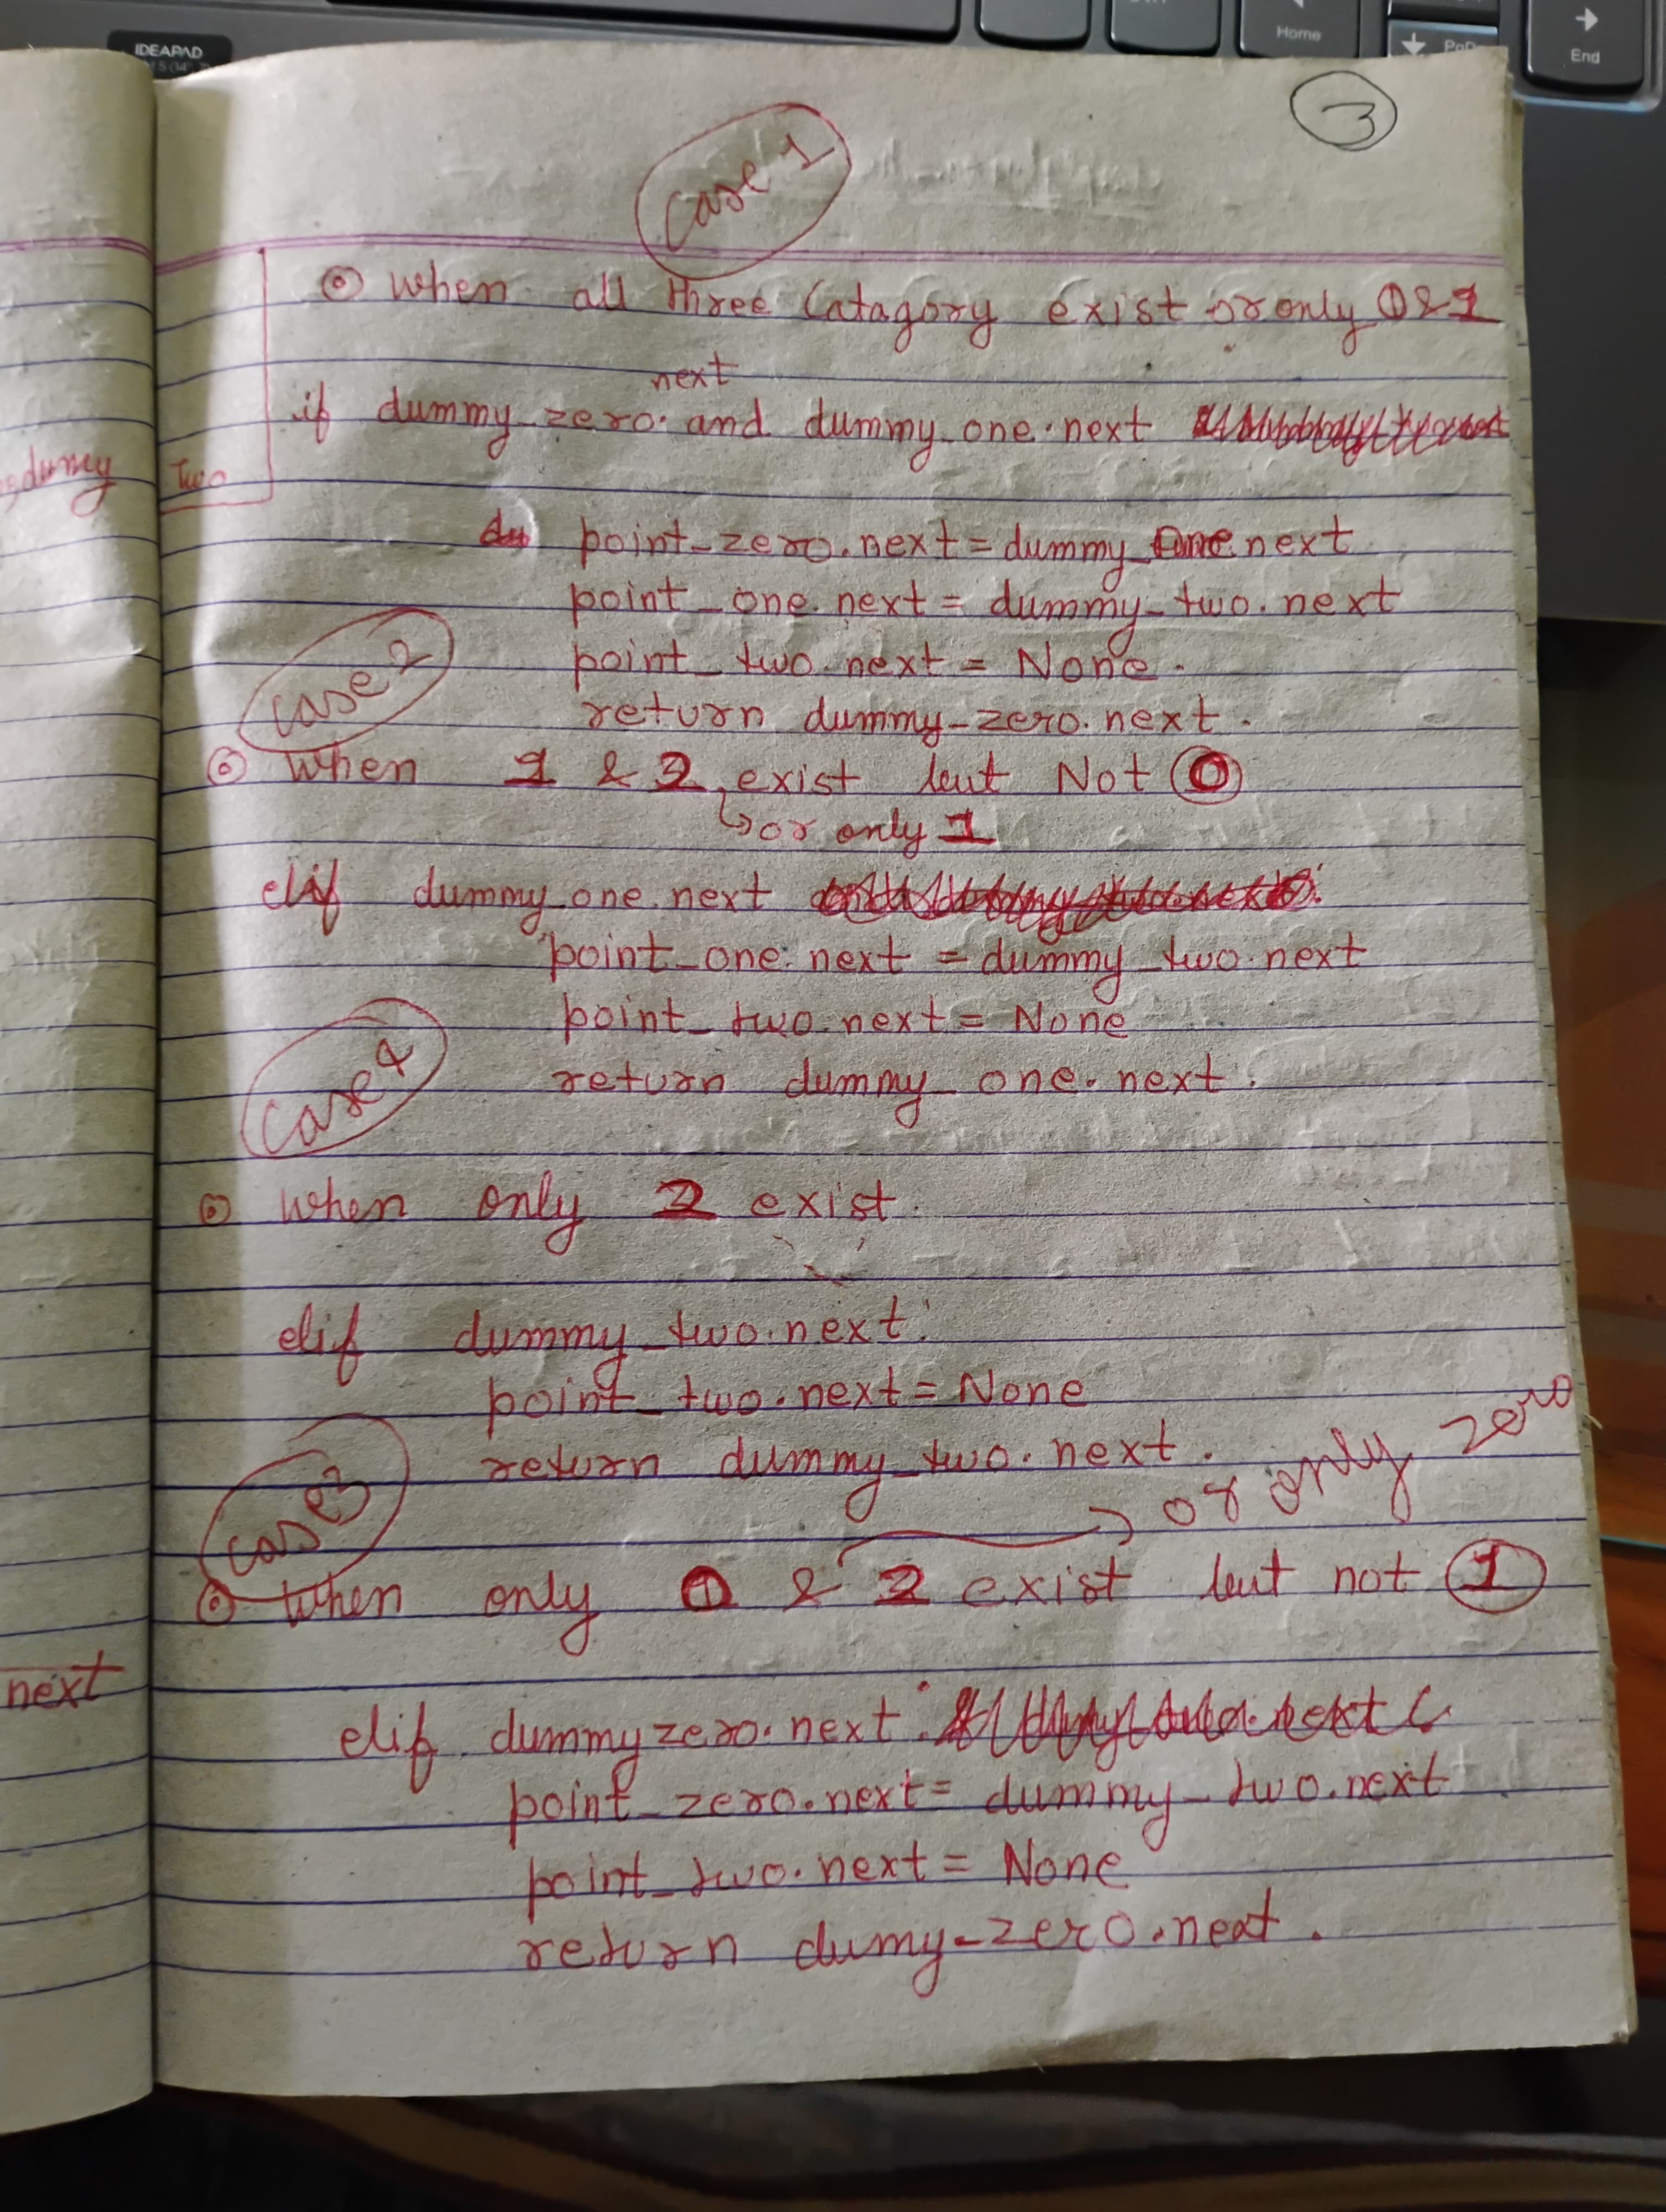 IDEAPAD
Home
PgDn
End
3
Case 1
When all three Catagory exist or only 0 & 1
next
if dummy_zero. and dummy_one.next
dumy Two
point_zero.next = dummy_One.next
point_one.next = dummy_two.next
Case 2
point_two.next = None.
return dummy_zero.next.
When 1 & 2 exist but Not 0
or only 1
elif dummy_one.next
point_one.next = dummy_two.next
point_two.next = None
Case 4
return dummy_one.next.
When only 2 exist.
elif dummy_two.next:
point_two.next = None
return dummy_two.next.
or only zero
Case 3
When only 0 & 2 exist but not 1
next
elif dummyzero.next:
point_zero.next = dummy_two.next
point_two.next = None
return dumy_zero.next.